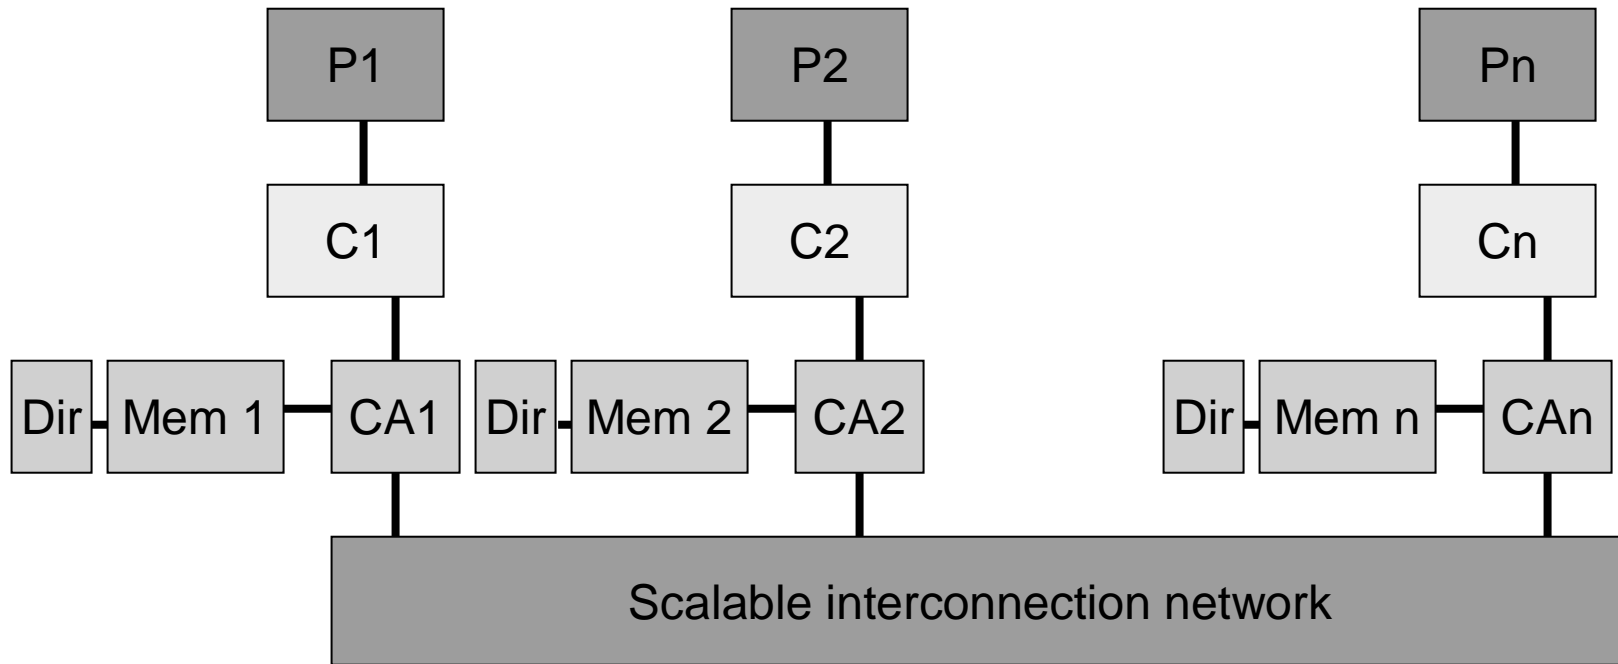 P1
P2
Pn
C1
C2
Cn
Dir
Mem 1
CA1
Dir
Mem 2
CA2
Dir
Mem n
CAn
Scalable interconnection network